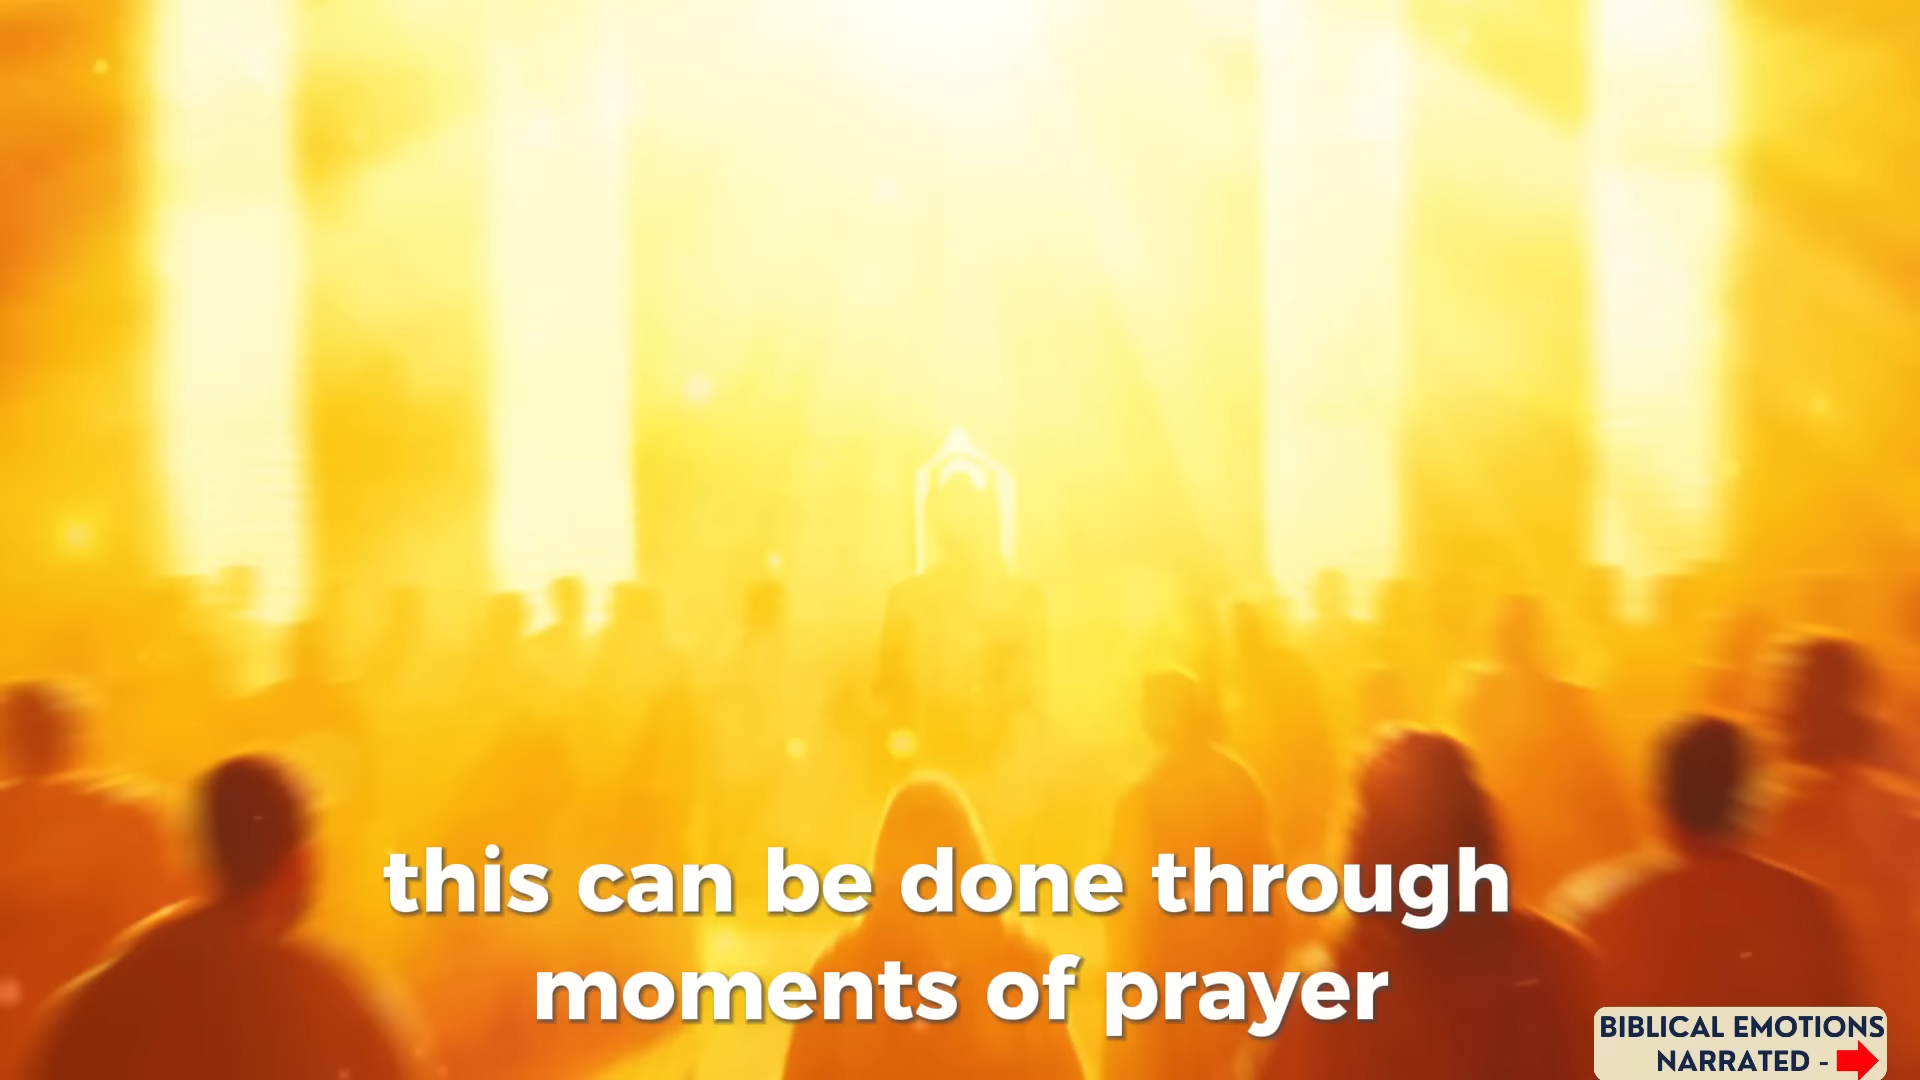 this can be done through
moments of prayer
BIBLICAL EMOTIONS
NARRATED -